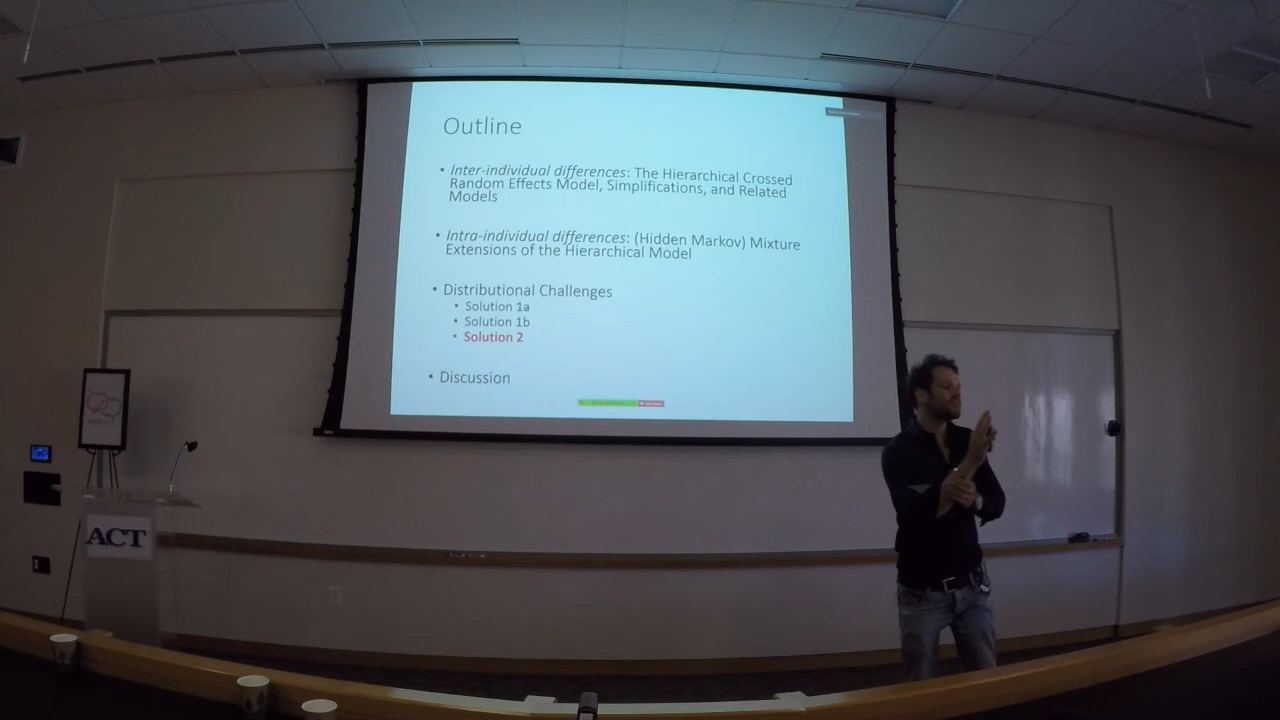 Outline
• Inter-individual differences: The Hierarchical Crossed
Random Effects Model, Simplifications, and Related
Models
• Intra-individual differences: (Hidden Markov) Mixture
Extensions of the Hierarchical Model
• Distributional Challenges
• Solution 1a
• Solution 1b
• Solution 2
• Discussion
ACT